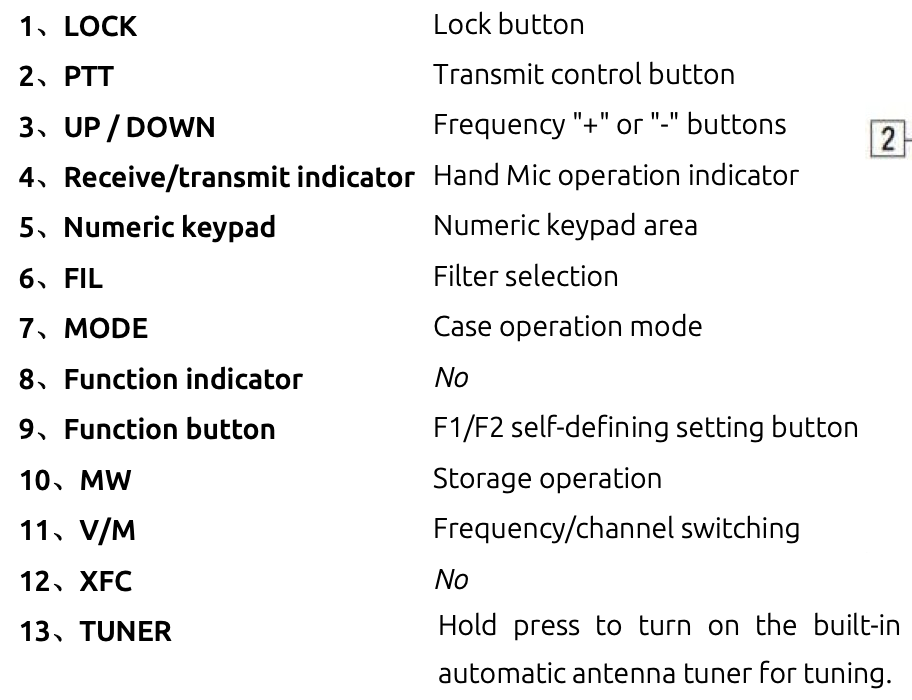 1、LOCK Lock button
2、PTT Transmit control button
3、UP / DOWN Frequency "+" or "-" buttons
2
4、Receive/transmit indicator Hand Mic operation indicator
5、Numeric keypad Numeric keypad area
6、FIL Filter selection
7、MODE Case operation mode
8、Function indicator No
9、Function button F1/F2 self-defining setting button
10、MW Storage operation
11、V/M Frequency/channel switching
12、XFC No
13、TUNER Hold press to turn on the built-in
automatic antenna tuner for tuning.